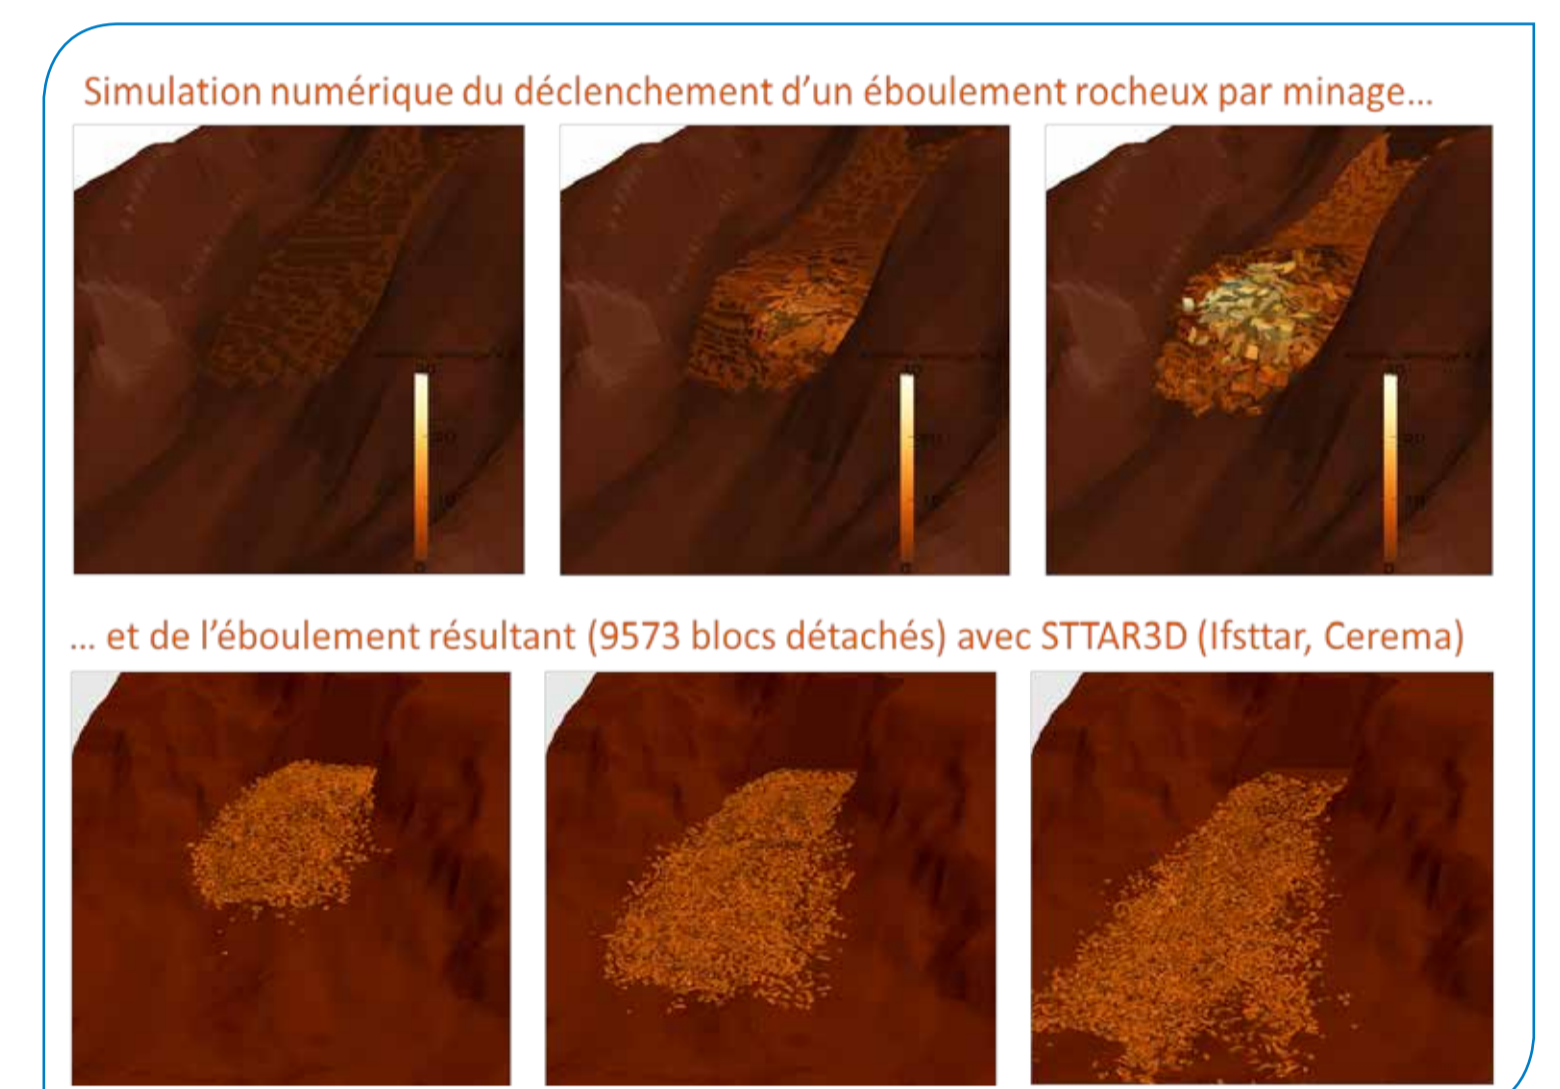 Simulation numérique du déclenchement d'un éboulement rocheux par minage...
... et de l'éboulement résultant (9573 blocs détachés) avec STTAR3D (Ifsttar, Cerema)